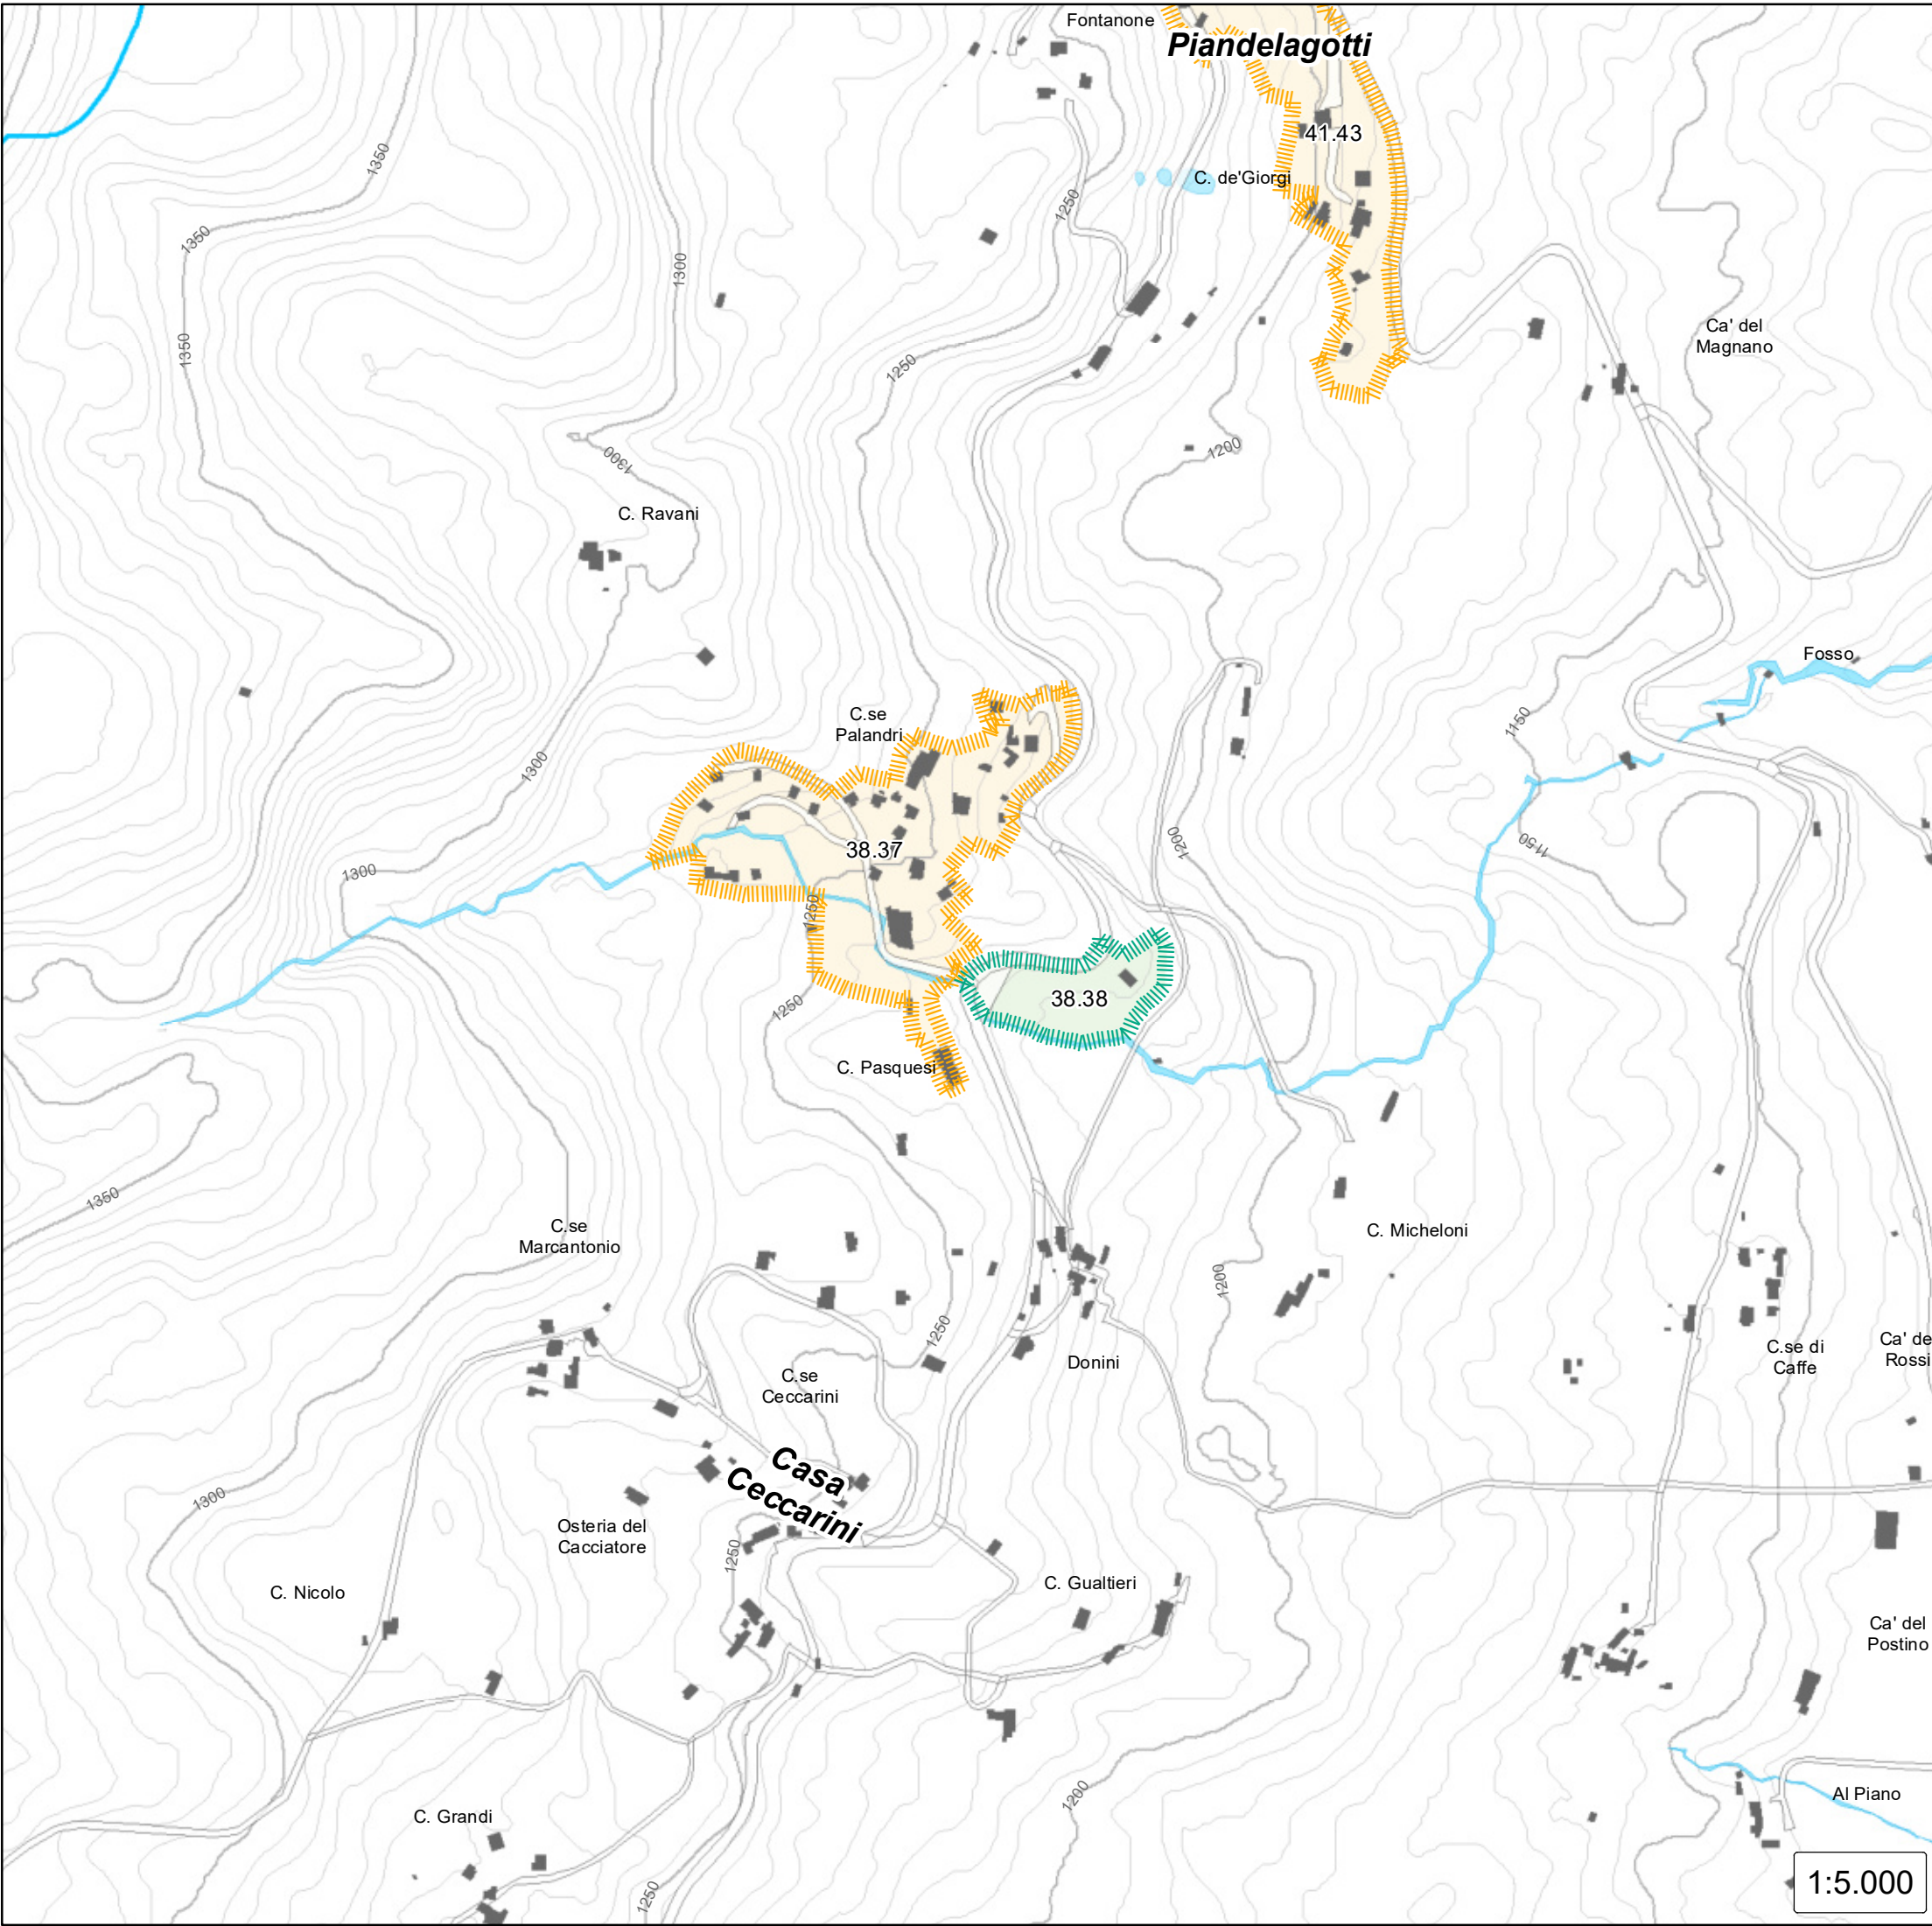 Fontanone
Piandelagotti
41.43
1350
C. de'Giorgi
1250
1350
1300
Ca' del
Magnano
1350
1250
1200
1300
C. Ravani
Fosso
C.se
Palandri
1150
1300
1200
1150
38.37
1300
1250
38.38
1250
C. Pasquesi
1350
C.se
Marcantonio
C. Micheloni
1200
1250
Donini
C.se di
Caffe
Ca' de
Rossi
C.se
Ceccarini
Casa
Ceccarini
1300
Osteria del
Cacciatore
1250
C. Nicolo
C. Gualtieri
Ca' del
Postino
1200
Al Piano
C. Grandi
1250
1:5.000